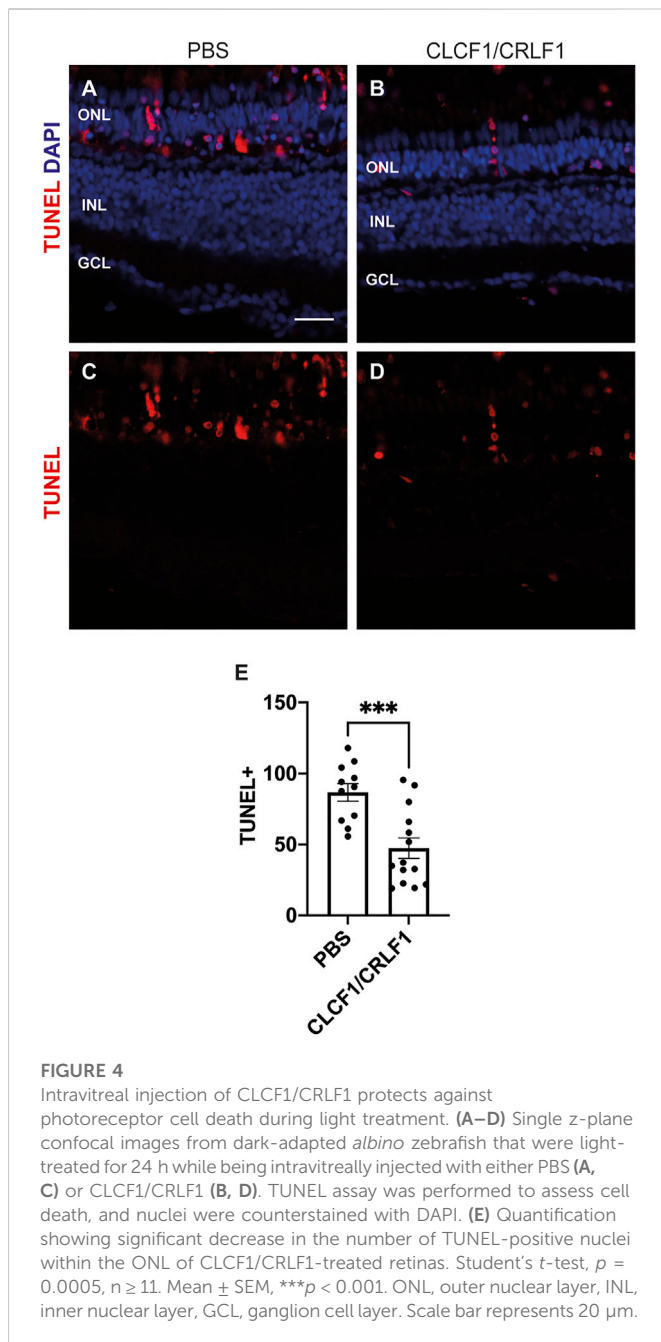 PBS
CLCF1/CRLF1
A
ONL
INL
GCL
TUNEL DAPI
B
ONL
INL
GCL
C
TUNEL
D
E
150
100
50
0
TUNEL+
***
PBS
CLCF1/CRLF1
FIGURE 4
Intravitreal injection of CLCF1/CRLF1 protects against
photoreceptor cell death during light treatment. (A–D) Single z-plane
confocal images from dark-adapted albino zebrafish that were light-
treated for 24 h while being intravitreally injected with either PBS (A,
C) or CLCF1/CRLF1 (B, D). TUNEL assay was performed to assess cell
death, and nuclei were counterstained with DAPI. (E) Quantification
showing significant decrease in the number of TUNEL-positive nuclei
within the ONL of CLCF1/CRLF1-treated retinas. Student's t-test, p =
0.0005, n ≥ 11. Mean ± SEM, ***p < 0.001. ONL, outer nuclear layer, INL,
inner nuclear layer, GCL, ganglion cell layer. Scale bar represents 20 μm.